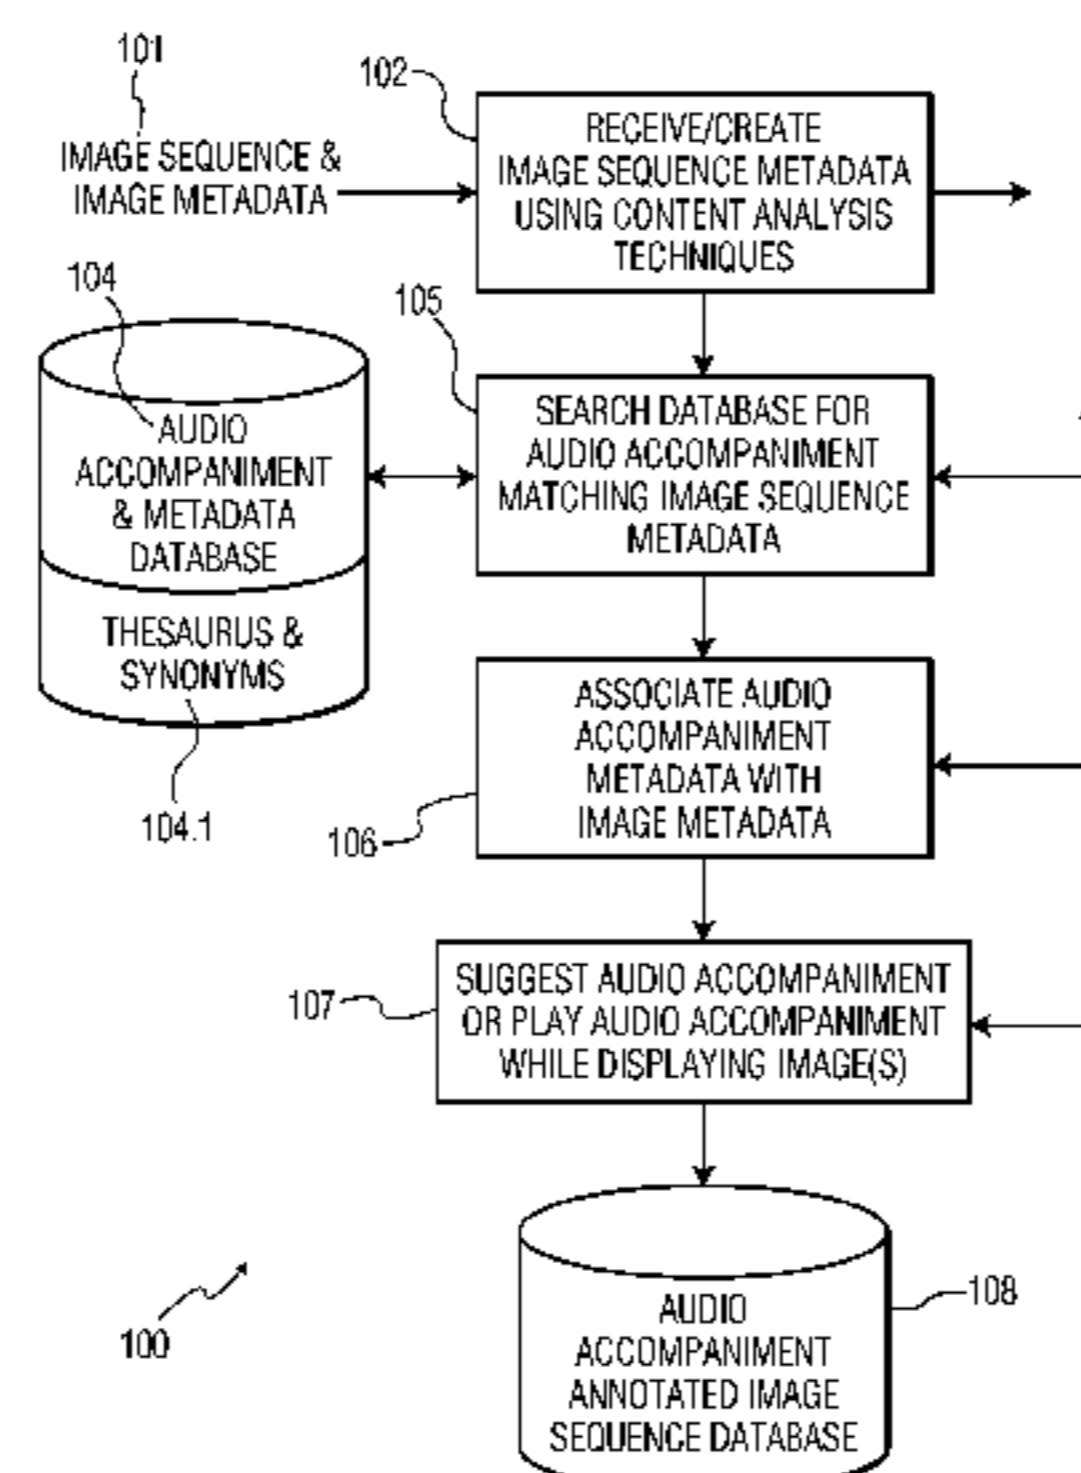 101
IMAGE SEQUENCE &
IMAGE METADATA
102
RECEIVE/CREATE
IMAGE SEQUENCE METADATA
USING CONTENT ANALYSIS
TECHNIQUES
104
AUDIO
ACCOMPANIMENT
& METADATA
DATABASE
THESAURUS &
SYNONYMS
104.1
105
SEARCH DATABASE FOR
AUDIO ACCOMPANIMENT
MATCHING IMAGE SEQUENCE
METADATA
106
ASSOCIATE AUDIO
ACCOMPANIMENT
METADATA WITH
IMAGE METADATA
107
SUGGEST AUDIO ACCOMPANIMENT
OR PLAY AUDIO ACCOMPANIMENT
WHILE DISPLAYING IMAGE(S)
100
108
AUDIO
ACCOMPANIMENT
ANNOTATED IMAGE
SEQUENCE DATABASE